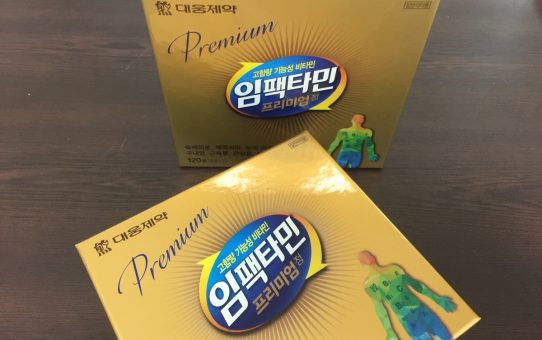 대웅제약
Premium
고함량 기능성 비타민
임팩타민
프리미엄정
120정
대웅제약
Premium
고함량 기능성 비타민
임팩타민
프리미엄정